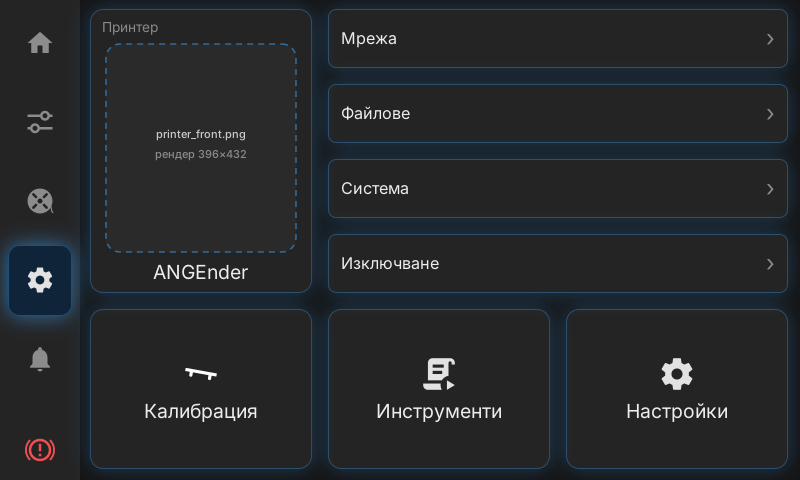 Принтер
printer_front.png
рендер 396×432
ANGEnder
Мрежа
Файлове
Система
Изключване
Калибрация
Инструменти
Настройки